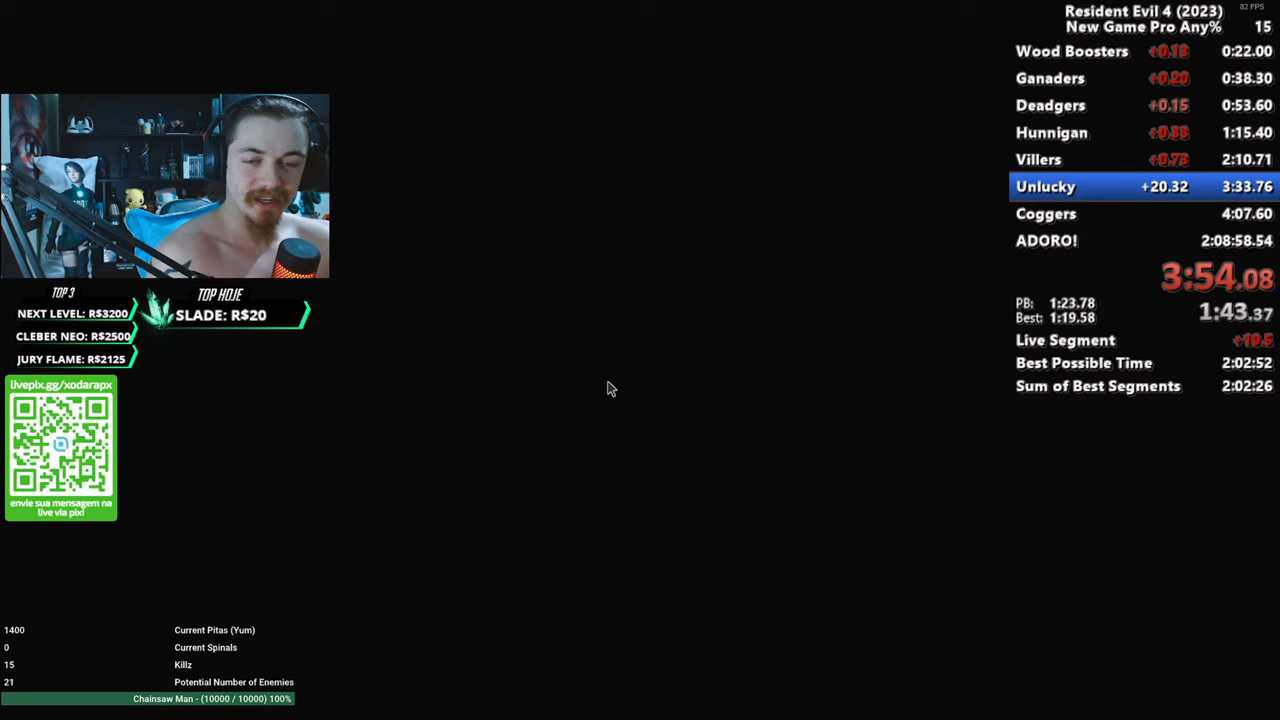 82 FPS
Resident Evil 4 (2023)
New Game Pro Any% 15
Wood Boosters +0.13 0:22.00
Ganaders +0.20 0:38.30
Deadgers +0.15 0:53.60
Hunnigan 1:15.40
Villers +0.73 2:10.71
Unlucky +20.32 3:33.76
Coggers 4:07.60
ADORO! 2:08:58.54
3:54.08
PB: 1:23.78
Best: 1:19.58
1:43.37
Live Segment
Best Possible Time 2:02:52
Sum of Best Segments 2:02:26
TOP 3
NEXT LEVEL: R$3200
CLEBER NEO: R$2500
JURY FLAME: R$2125
TOP HOJE
SLADE: R$20
livepix.gg/xodarapx
envie sua mensagem na
live via pix!
1400 Current Pitas (Yum)
0 Current Spinals
15 Killz
21 Potential Number of Enemies
Chainsaw Man - (10000 / 10000) 100%